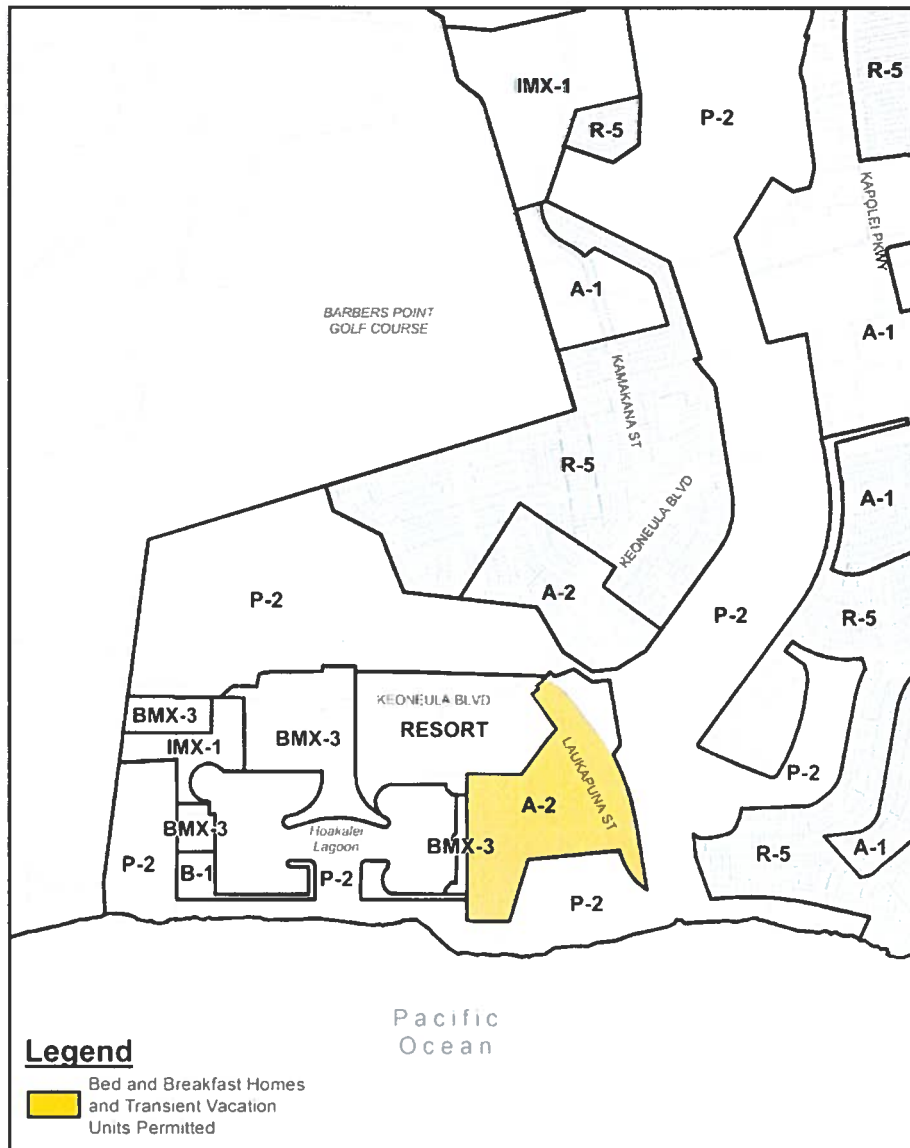 IMX-1
R-5
R-5
P-2
KAPOLEI PKWY
A-1
BARBERS POINT
GOLF COURSE
A-1
KAMAKANA ST
R-5
A-1
KEONEULA BLVD
A-2
P-2
P-2
R-5
KEONEULA BLVD
RESORT
BMX-3
BMX-3
IMX-1
LAUKAPUNA ST
P-2
A-2
BMX-3
Hoakalei
Lagoon
BMX-3
P-2
B-1
P-2
R-5
A-1
P-2
Pacific
Ocean
Legend
Bed and Breakfast Homes
and Transient Vacation
Units Permitted